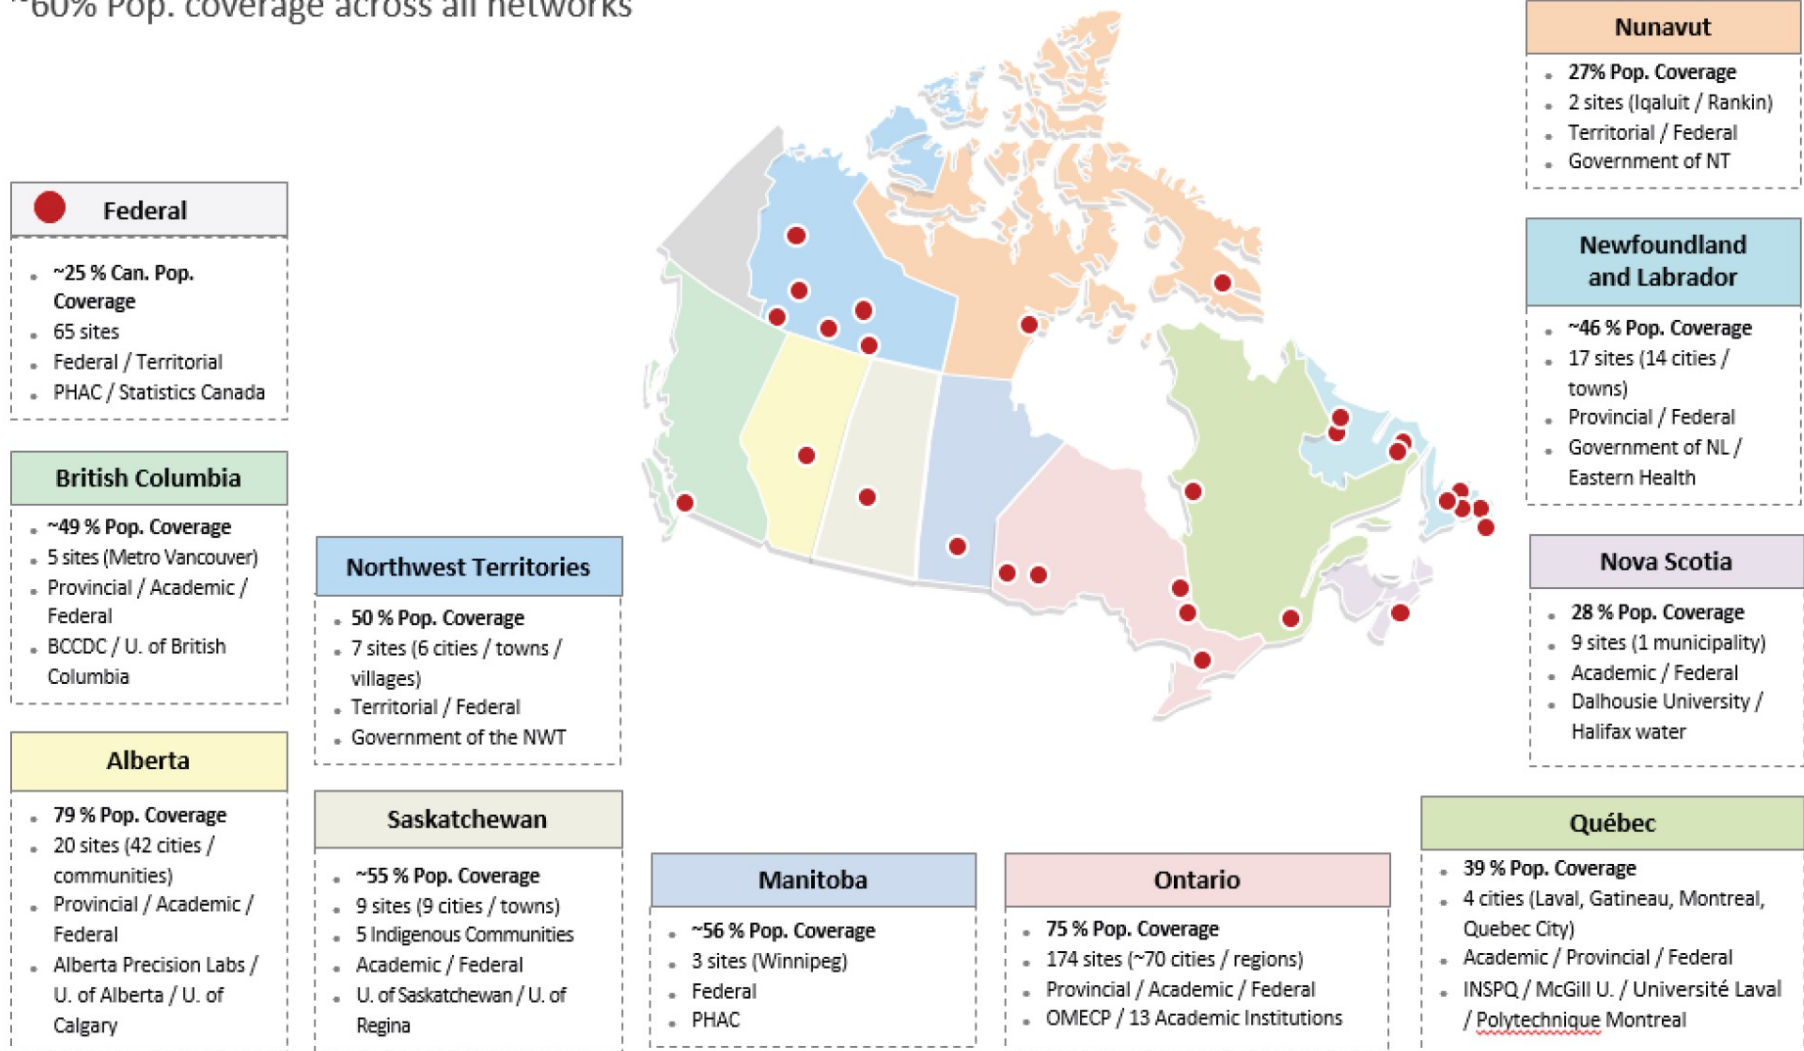 ~60% Pop. coverage across all networks
Federal
~25 % Can. Pop.
Coverage
65 sites
Federal / Territorial
PHAC / Statistics Canada
British Columbia
~49 % Pop. Coverage
5 sites (Metro Vancouver)
Provincial / Academic /
Federal
BCCDC / U. of British
Columbia
Alberta
79 % Pop. Coverage
20 sites (42 cities /
communities)
Provincial / Academic /
Federal
Alberta Precision Labs /
U. of Alberta / U. of
Calgary
Northwest Territories
50 % Pop. Coverage
7 sites (6 cities / towns /
villages)
Territorial / Federal
Government of the NWT
Saskatchewan
~55 % Pop. Coverage
9 sites (9 cities / towns)
5 Indigenous Communities
Academic / Federal
U. of Saskatchewan / U. of
Regina
Manitoba
~56 % Pop. Coverage
3 sites (Winnipeg)
Federal
PHAC
Ontario
75 % Pop. Coverage
174 sites (~70 cities / regions)
Provincial / Academic / Federal
OMECP / 13 Academic Institutions
Nunavut
27% Pop. Coverage
2 sites (Iqaluit / Rankin)
Territorial / Federal
Government of NT
Newfoundland
and Labrador
~46 % Pop. Coverage
17 sites (14 cities /
towns)
Provincial / Federal
Government of NL /
Eastern Health
Nova Scotia
28 % Pop. Coverage
9 sites (1 municipality)
Academic / Federal
Dalhousie University /
Halifax water
Québec
39 % Pop. Coverage
4 cities (Laval, Gatineau, Montreal,
Quebec City)
Academic / Provincial / Federal
INSPQ / McGill U. / Université Laval
/ Polytechnique Montreal